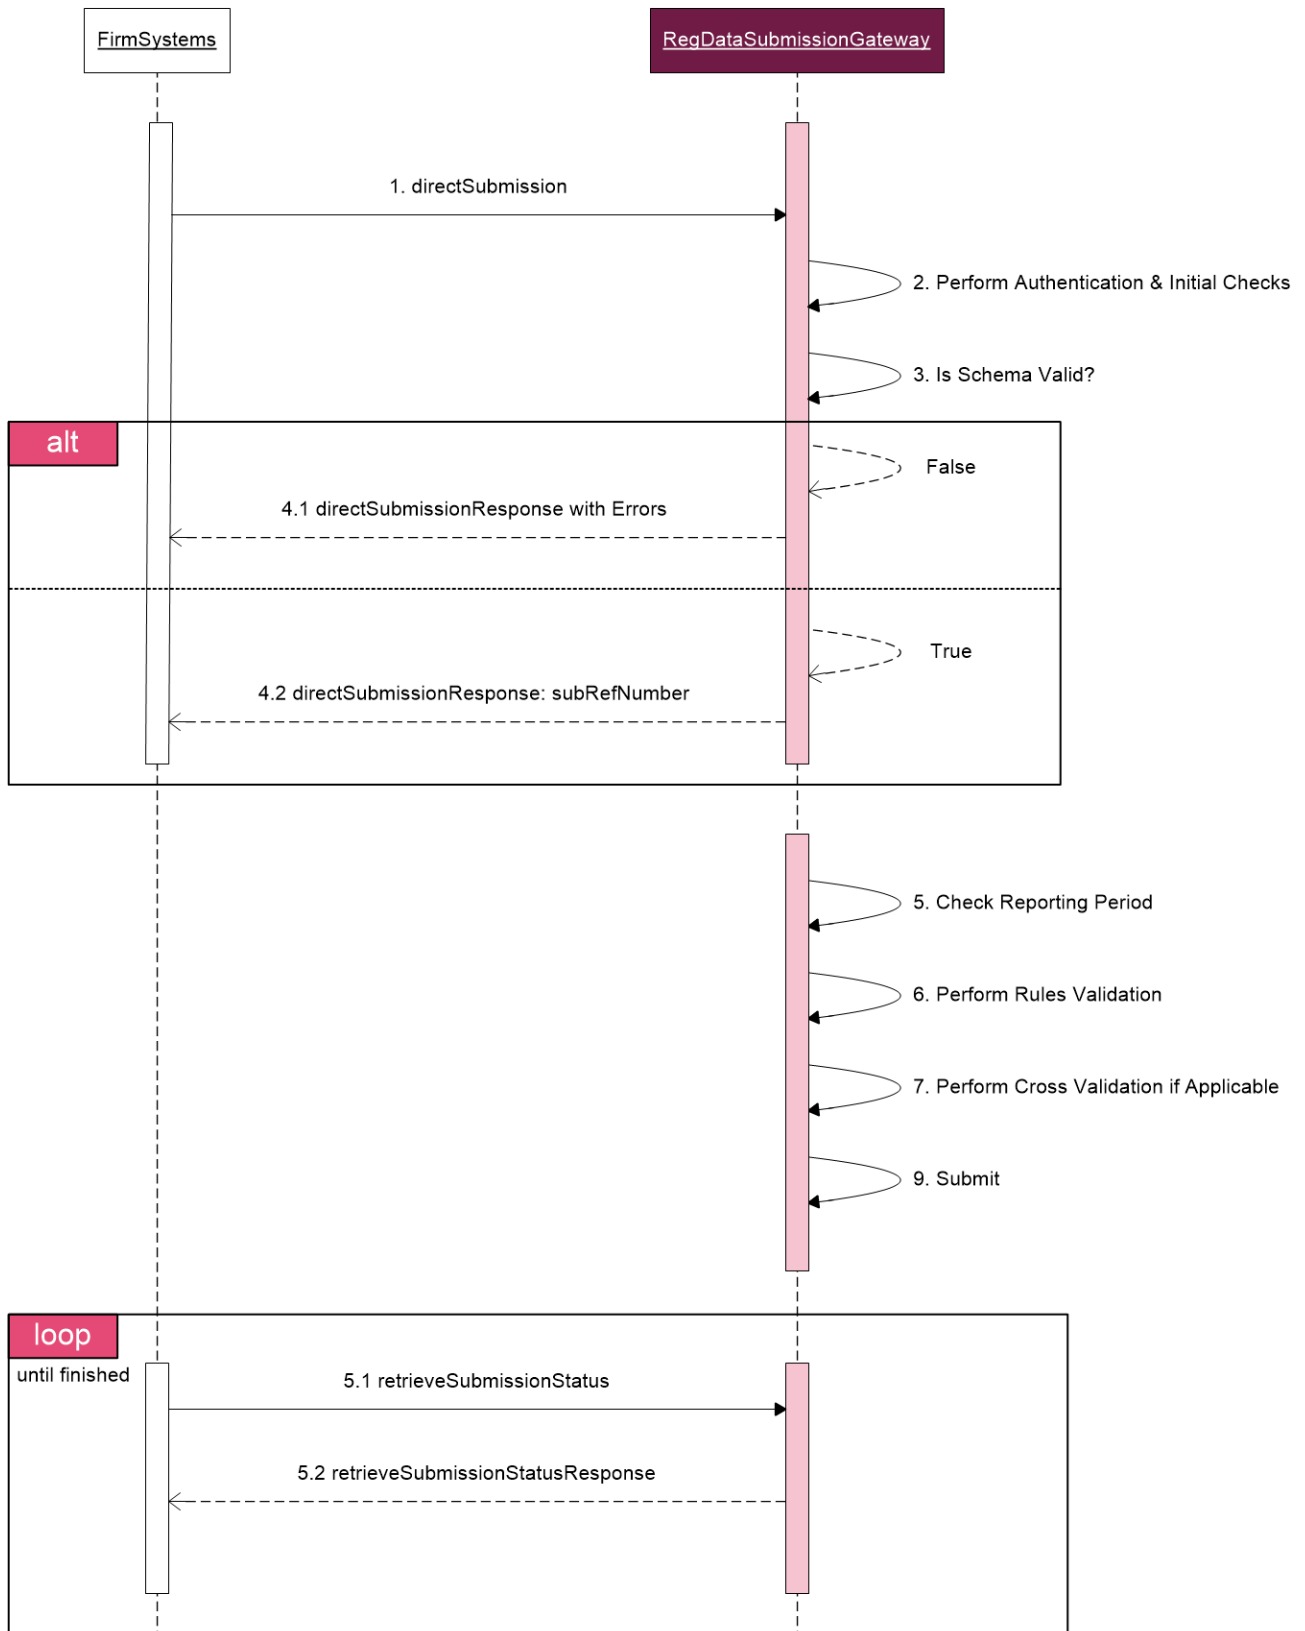 FirmSystems
RegDataSubmissionGateway
1. directSubmission
2. Perform Authentication & Initial Checks
3. Is Schema Valid?
alt
False
4.1 directSubmissionResponse with Errors
True
4.2 directSubmissionResponse: subRefNumber
5. Check Reporting Period
6. Perform Rules Validation
7. Perform Cross Validation if Applicable
9. Submit
loop
until finished
5.1 retrieveSubmissionStatus
5.2 retrieveSubmissionStatusResponse